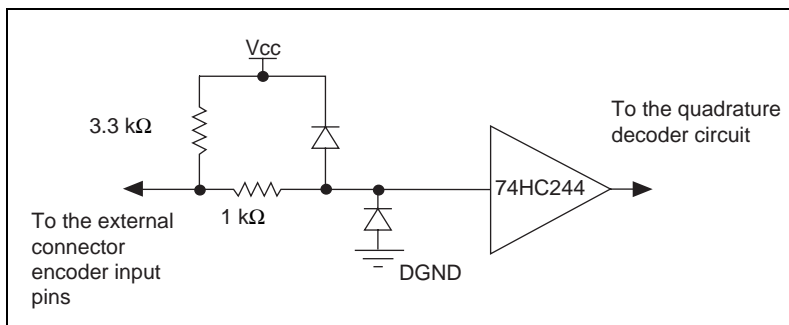 Vcc
3.3 kΩ
To the quadrature
decoder circuit
74HC244
1 kΩ
To the external
connector
encoder input
pins
DGND